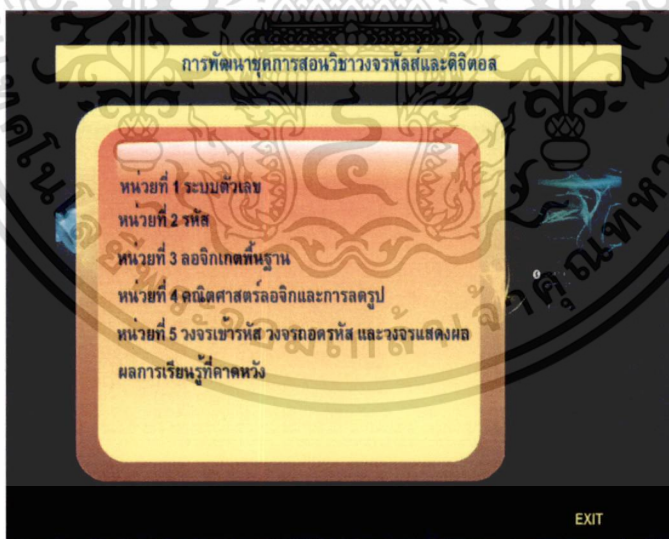 การพัฒนาชุดการสอนวิชาวงจรพัลส์และดิจิตอล
หน่วยที่ 1 ระบบตัวเลข
หน่วยที่ 2 รหัส
หน่วยที่ 3 ลอจิกเกตพื้นฐาน
หน่วยที่ 4 คณิตศาสตร์ลอจิกและการลดรูป
หน่วยที่ 5 วงจรเข้ารหัส วงจรถอดรหัส และวงจรแสดงผล
ผลการเรียนรู้ที่คาดหวัง
EXIT